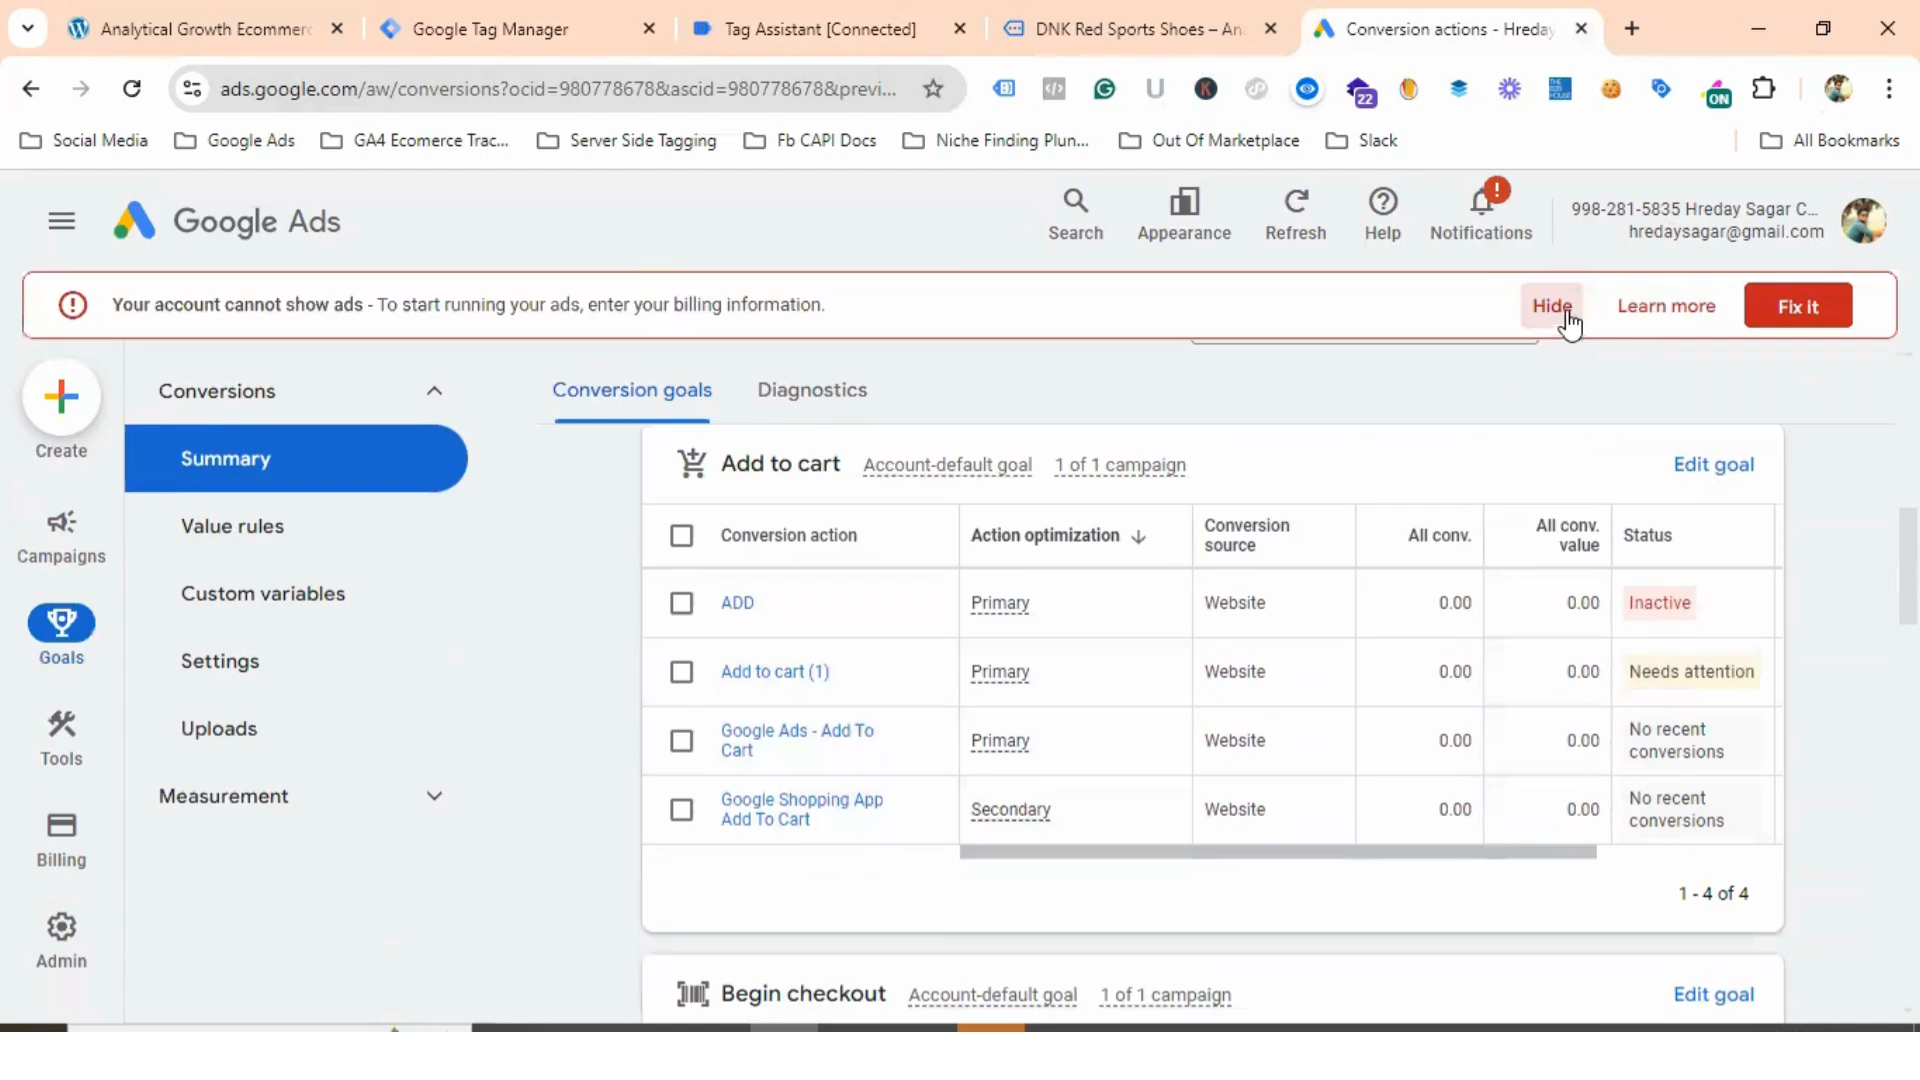 Analytical Growth Ecommerc
Google Tag Manager
Tag Assistant [Connected]
DNK Red Sports Shoes – An
Conversion actions - Hreday
ads.google.com/aw/conversions?ocid=980778678&ascid=980778678&previ...
22
ON
Social Media
Google Ads
GA4 Ecomerce Trac...
Server Side Tagging
Fb CAPI Docs
Niche Finding Plun...
Out Of Marketplace
Slack
All Bookmarks
Google Ads
Search
Appearance
Refresh
Help
Notifications
998-281-5835 Hreday Sagar C...
hredaysagar@gmail.com
Your account cannot show ads - To start running your ads, enter your billing information.
Hide
Learn more
Fix it
Create
Campaigns
Goals
Tools
Billing
Admin
Conversions
Summary
Value rules
Custom variables
Settings
Uploads
Measurement
Conversion goals
Diagnostics
Add to cart Account-default goal 1 of 1 campaign Edit goal
Conversion action Action optimization Conversion source All conv. All conv. value Status
ADD Primary Website 0.00 0.00 Inactive
Add to cart (1) Primary Website 0.00 0.00 Needs attention
Google Ads - Add To Cart Primary Website 0.00 0.00 No recent conversions
Google Shopping App Add To Cart Secondary Website 0.00 0.00 No recent conversions
1 - 4 of 4
Begin checkout Account-default goal 1 of 1 campaign Edit goal